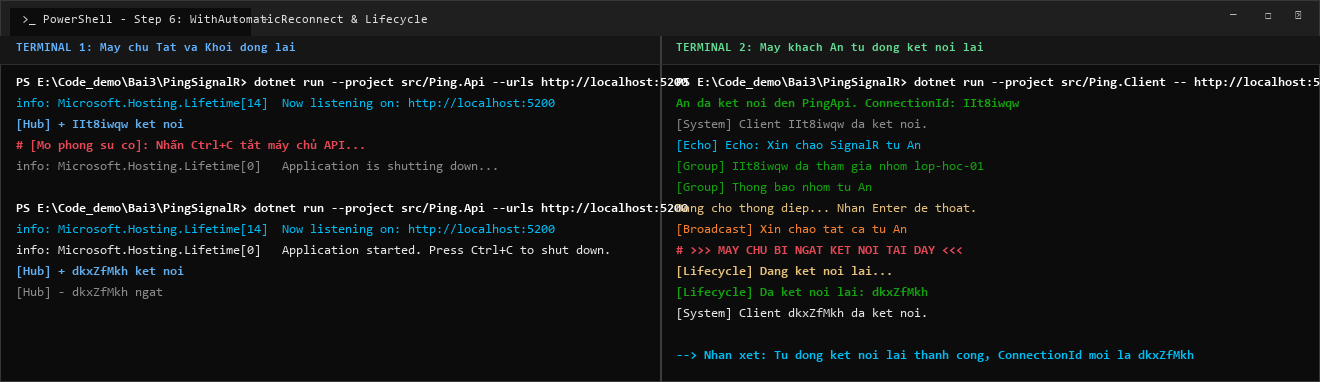 >_ PowerShell - Step 6: WithAutomaticReconnect & Lifecycle
TERMINAL 1: May chu Tat va Khoi dong lai
PS E:\Code_demo\Bai3\PingSignalR> dotnet run --project src/Ping.Api --urls http://localhost:5200
info: Microsoft.Hosting.Lifetime[14]  Now listening on: http://localhost:5200
[Hub] + IIt8iwqw ket noi
# [Mo phong su co]: Nhấn Ctrl+C tắt máy chủ API...
info: Microsoft.Hosting.Lifetime[0]   Application is shutting down...
PS E:\Code_demo\Bai3\PingSignalR> dotnet run --project src/Ping.Api --urls http://localhost:5200
info: Microsoft.Hosting.Lifetime[14]  Now listening on: http://localhost:5200
info: Microsoft.Hosting.Lifetime[0]   Application started. Press Ctrl+C to shut down.
[Hub] + dkxZfMkh ket noi
[Hub] - dkxZfMkh ngat
TERMINAL 2: May khach An tu dong ket noi lai
PS E:\Code_demo\Bai3\PingSignalR> dotnet run --project src/Ping.Client -- http://localhost:5
An da ket noi den PingApi. ConnectionId: IIt8iwqw
[System] Client IIt8iwqw da ket noi.
[Echo] Echo: Xin chao SignalR tu An
[Group] IIt8iwqw da tham gia nhom lop-hoc-01
[Group] Thong bao nhom tu An
cho thong diep... Nhan Enter de thoat.
[Broadcast] Xin chao tat ca tu An
# >>> MAY CHU BI NGAT KET NOI TAI DAY <<<
[Lifecycle] Dang ket noi lai...
[Lifecycle] Da ket noi lai: dkxZfMkh
[System] Client dkxZfMkh da ket noi.
--> Nhan xet: Tu dong ket noi lai thanh cong, ConnectionId moi la dkxZfMkh